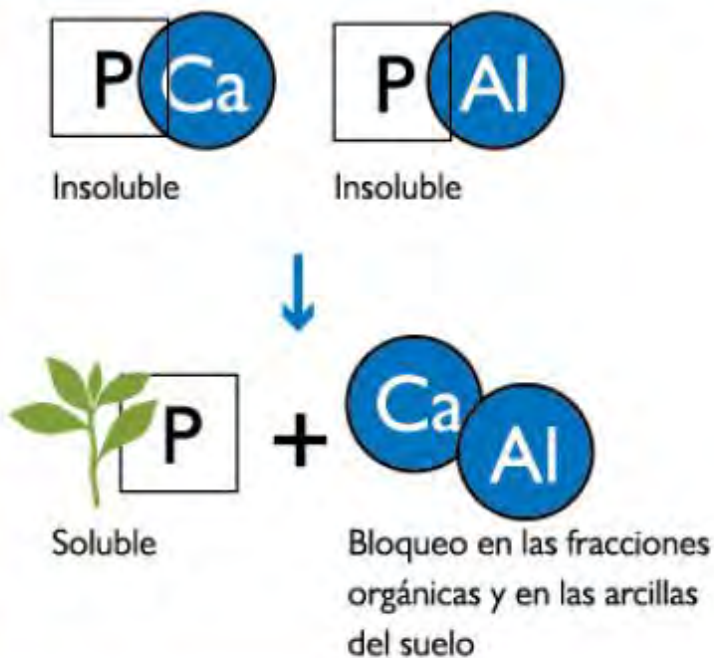 P Ca P Al
Insoluble Insoluble
P + Ca Al
Soluble
Bloqueo en las fracciones
orgánicas y en las arcillas
del suelo